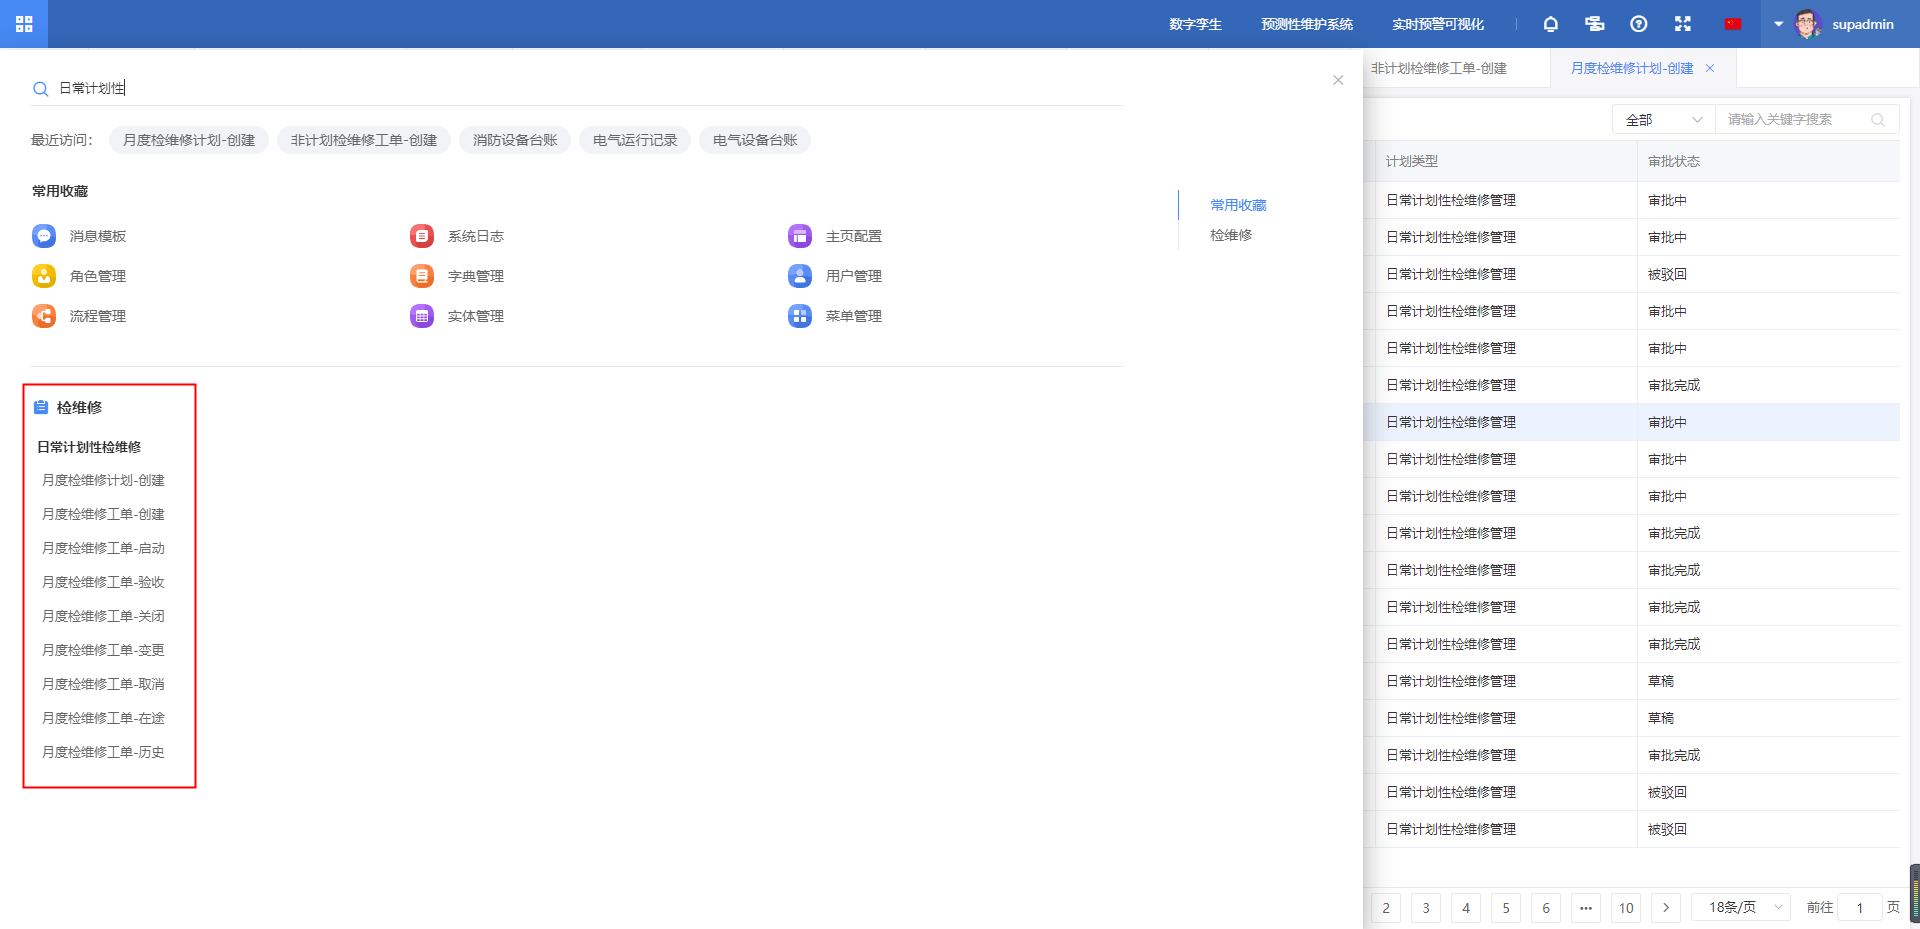 数字孪生 预测性维护系统 实时预警可视化 supadmin
日常计划性
非计划检维修工单-创建 月度检维修计划-创建
最近访问： 月度检维修计划-创建 非计划检维修工单-创建 消防设备台账 电气运行记录 电气设备台账
常用收藏
消息模板 系统日志 主页配置
角色管理 字典管理 用户管理
流程管理 实体管理 菜单管理
常用收藏
检维修
检维修
日常计划性检维修
月度检维修计划-创建
月度检维修工单-创建
月度检维修工单-启动
月度检维修工单-验收
月度检维修工单-关闭
月度检维修工单-变更
月度检维修工单-取消
月度检维修工单-在途
月度检维修工单-历史
全部 请输入关键字搜索
计划类型 审批状态
日常计划性检维修管理 审批中
日常计划性检维修管理 审批中
日常计划性检维修管理 被驳回
日常计划性检维修管理 审批中
日常计划性检维修管理 审批中
日常计划性检维修管理 审批完成
日常计划性检维修管理 审批中
日常计划性检维修管理 审批中
日常计划性检维修管理 审批中
日常计划性检维修管理 审批完成
日常计划性检维修管理 审批完成
日常计划性检维修管理 审批完成
日常计划性检维修管理 审批完成
日常计划性检维修管理 草稿
日常计划性检维修管理 草稿
日常计划性检维修管理 审批完成
日常计划性检维修管理 被驳回
日常计划性检维修管理 被驳回
2 3 4 5 6 ••• 10 18条/页 前往 1 页